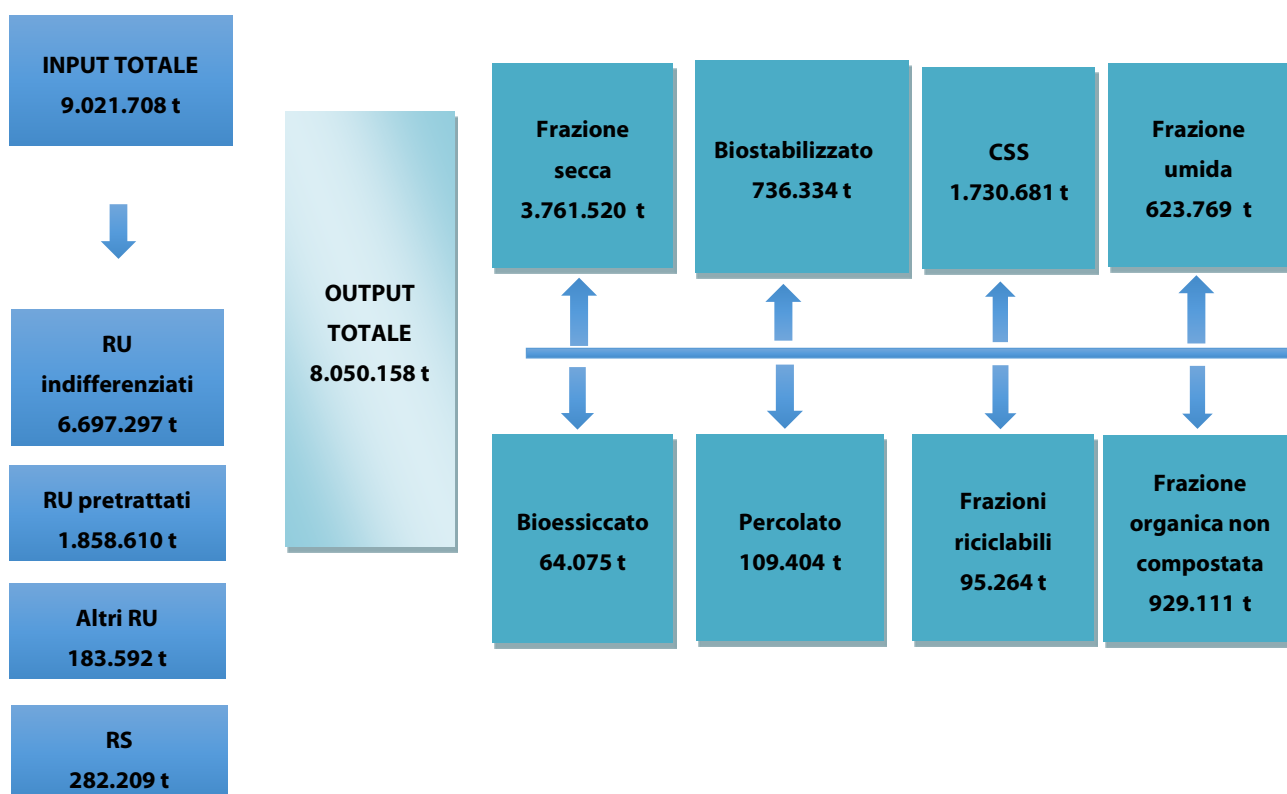 INPUT TOTALE
9.021.708 t
RU
indifferenziati
6.697.297 t
RU pretrattati
1.858.610 t
Altri RU
183.592 t
RS
282.209 t
OUTPUT
TOTALE
8.050.158 t
Frazione
secca
3.761.520 t
Biostabilizzato
736.334 t
CSS
1.730.681 t
Frazione
umida
623.769 t
Bioessiccato
64.075 t
Percolato
109.404 t
Frazioni
riciclabili
95.264 t
Frazione
organica non
compostata
929.111 t